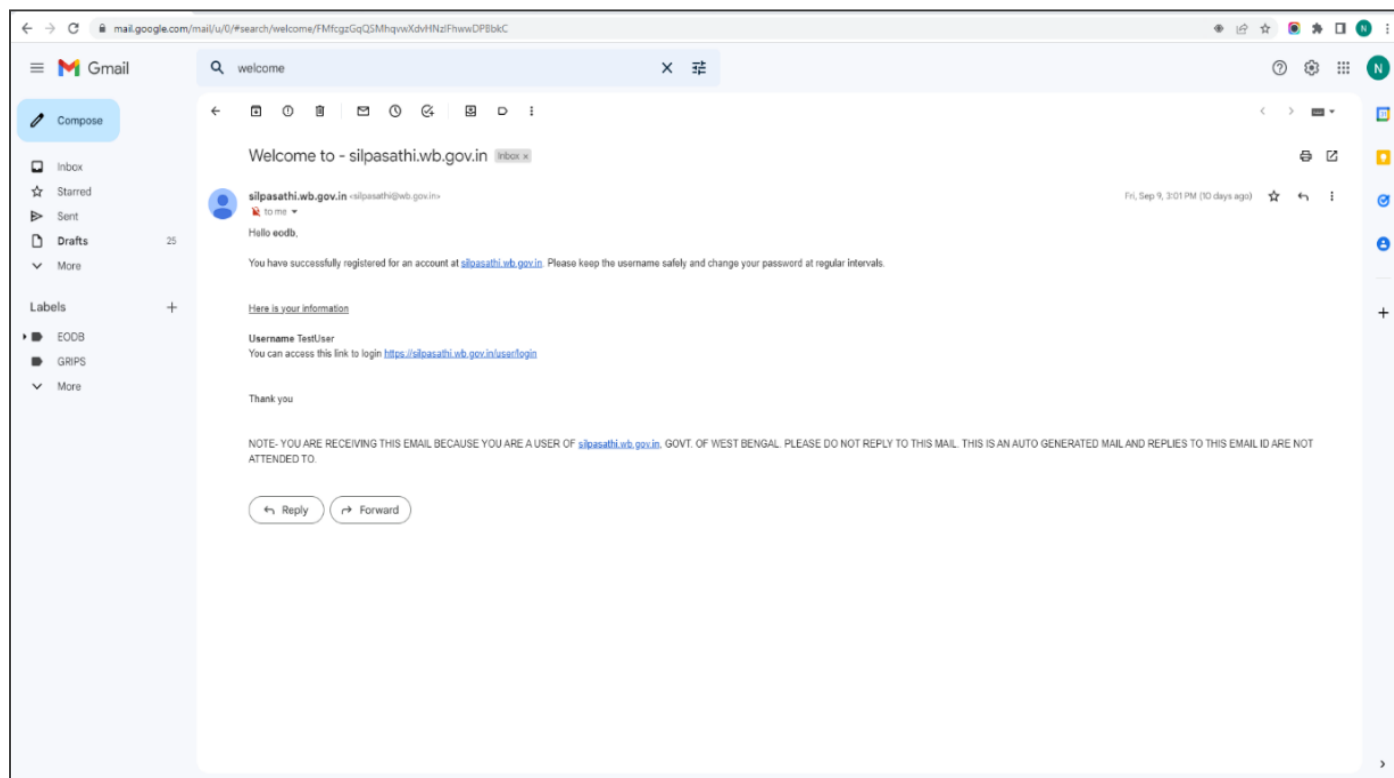 mail.google.com/mail/u/0/#search/welcome/FMfcgzGqQSMhqvwXdvHNzlFhwwDPBbkC
N
Gmail
welcome
N
Compose
Welcome to - silpasathi.wb.gov.in Inbox x
Inbox
Starred
silpasathi.wb.gov.in <silpasathi@wb.gov.in> Fri, Sep 9, 3:01 PM (10 days ago)
to me
Sent
Hello eodb,
Drafts 25
More
You have successfully registered for an account at silpasathi.wb.gov.in. Please keep the username safely and change your password at regular intervals.
Labels
Here is your information
EODB
Username TestUser
You can access this link to login https://silpasathi.wb.gov.in/user/login
GRIPS
More
Thank you
NOTE- YOU ARE RECEIVING THIS EMAIL BECAUSE YOU ARE A USER OF silpasathi.wb.gov.in, GOVT. OF WEST BENGAL. PLEASE DO NOT REPLY TO THIS MAIL. THIS IS AN AUTO GENERATED MAIL AND REPLIES TO THIS EMAIL ID ARE NOT
ATTENDED TO.
Reply Forward